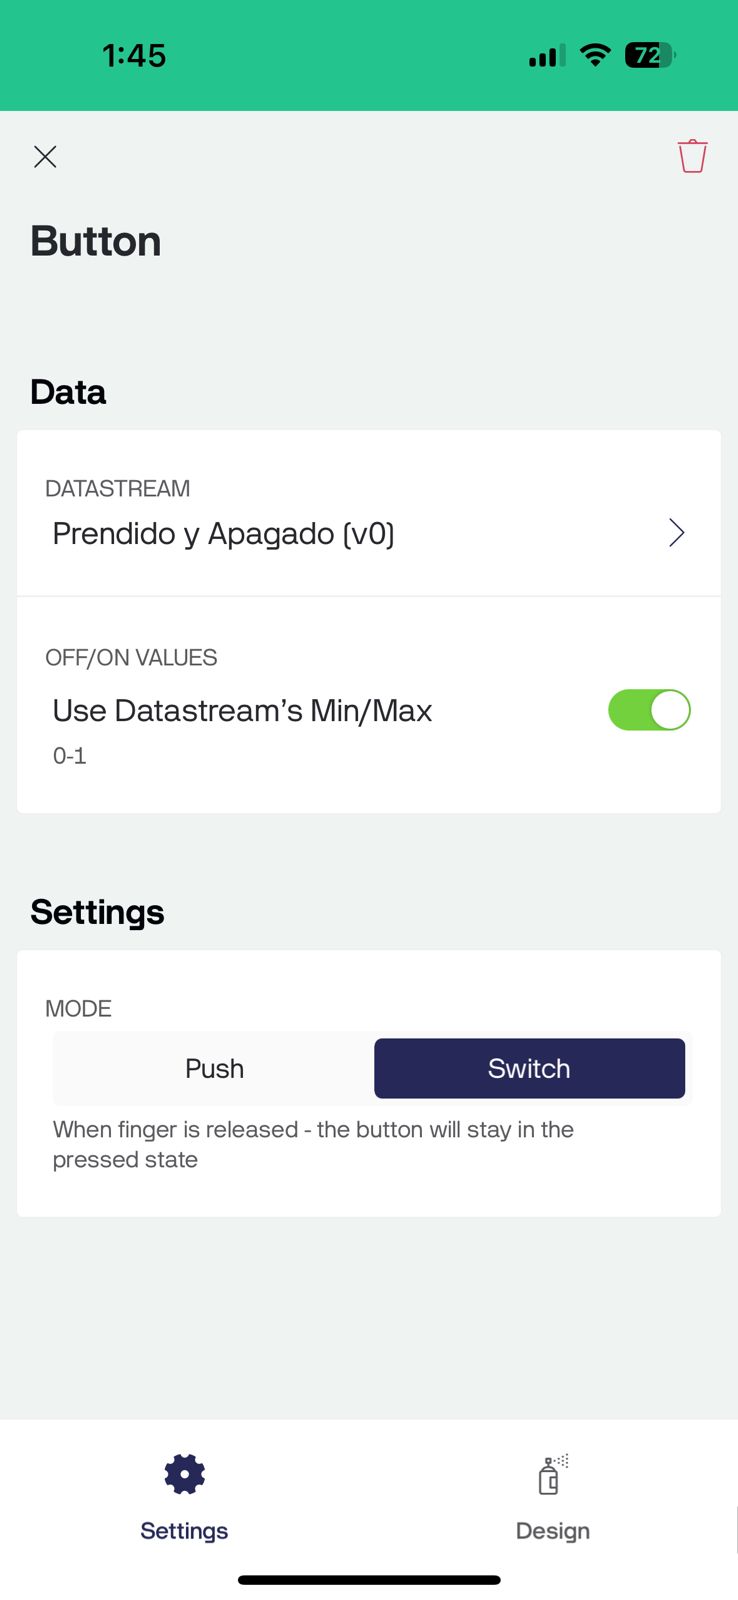 1:45
72
Button
Data
DATASTREAM
Prendido y Apagado (v0)
OFF/ON VALUES
Use Datastream’s Min/Max
0-1
Settings
MODE
Push
Switch
When finger is released - the button will stay in the
pressed state
Settings
Design